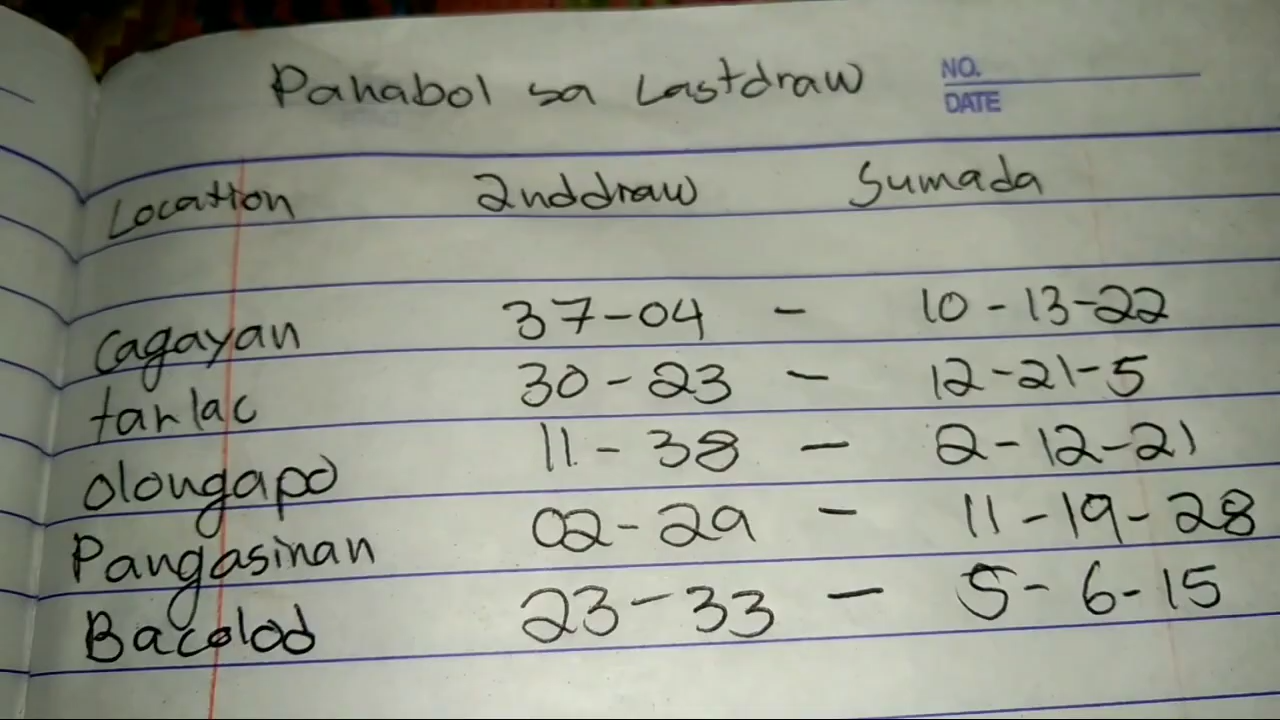 Pahabol sa Lastdraw NO.
DATE
Location 2nddraw Sumada
Cagayan 37-04 - 10-13-22
tarlac 30-23 - 12-21-5
olongapo 11-38 - 2-12-21
Pangasinan 02-29 - 11-19-28
Bacolod 23-33 - 5-6-15